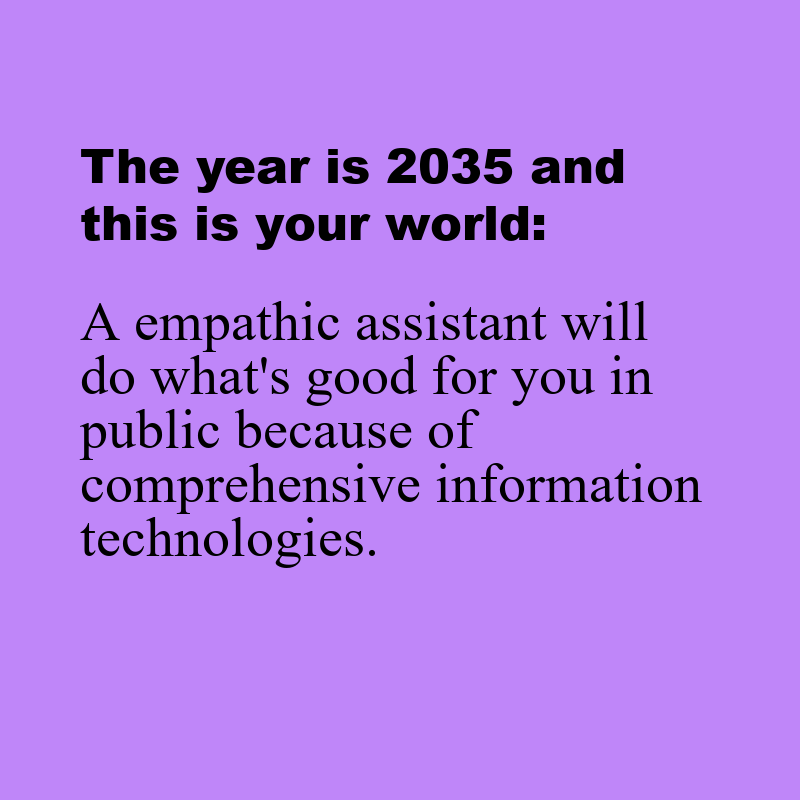 The year is 2035 and
this is your world:
A empathic assistant will
do what's good for you in
public because of
comprehensive information
technologies.